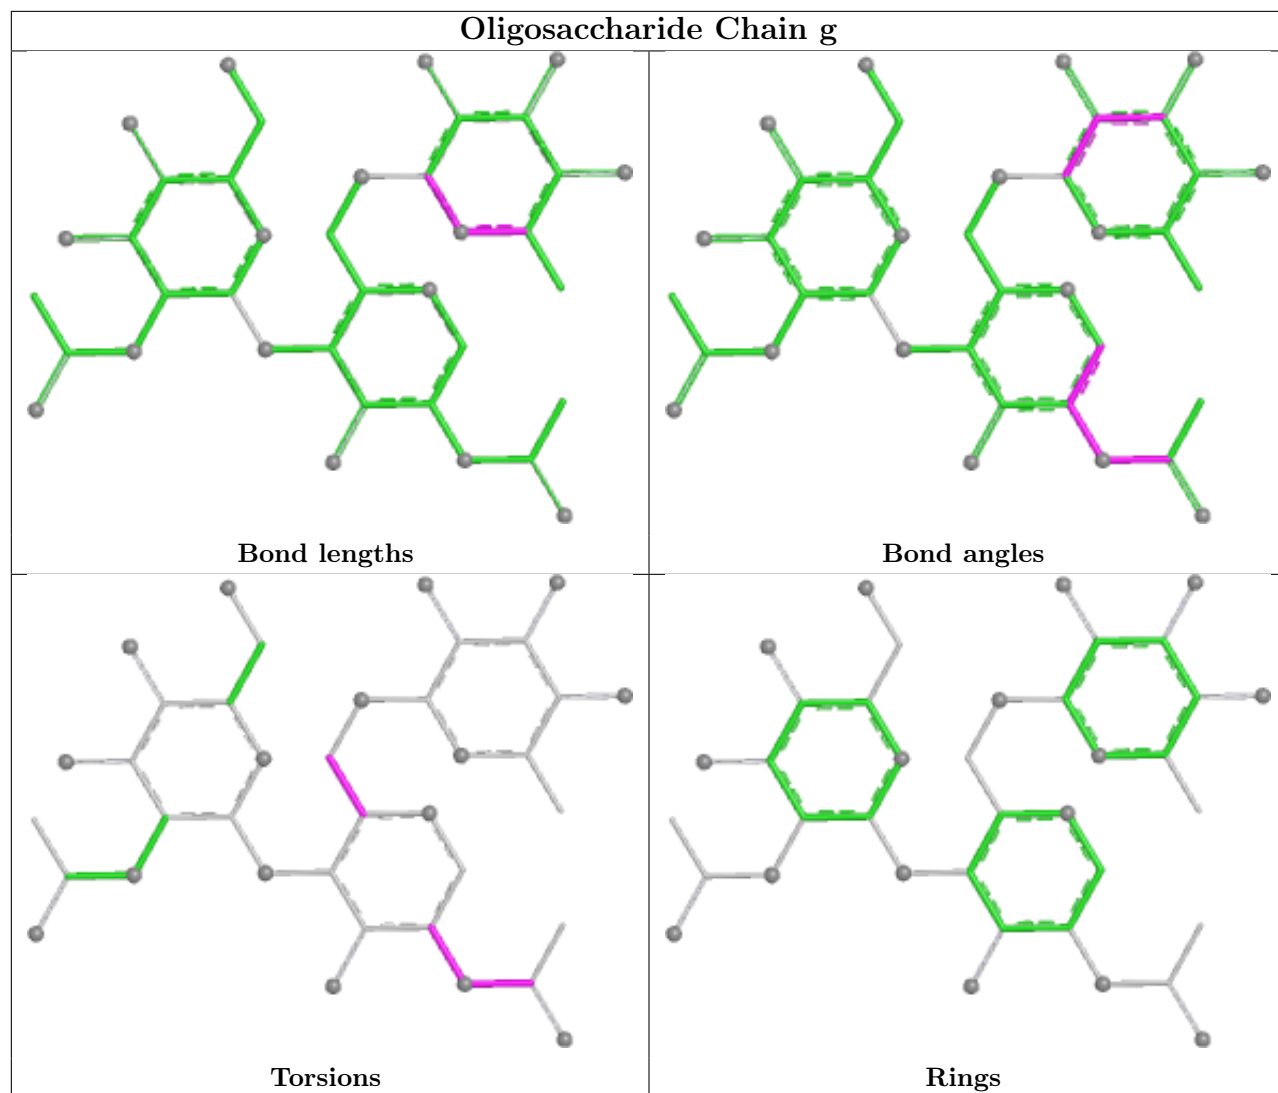 Oligosaccharide Chain g
Bond lengths
Bond angles
Torsions
Rings